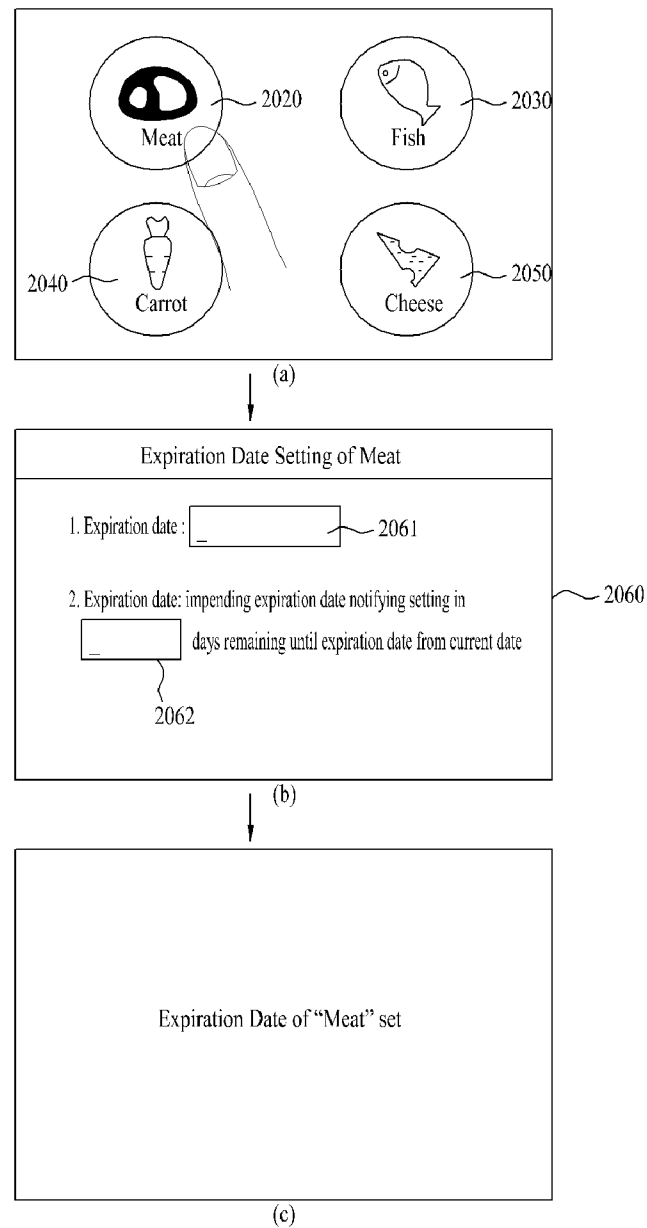 Meat
2020
Fish
2030
Carrot
2040
Cheese
2050
(a)
Expiration Date Setting of Meat
1. Expiration date :
2061
2. Expiration date: impending expiration date notifying setting in
2060
days remaining until expiration date from current date
2062
(b)
Expiration Date of “Meat” set
(c)